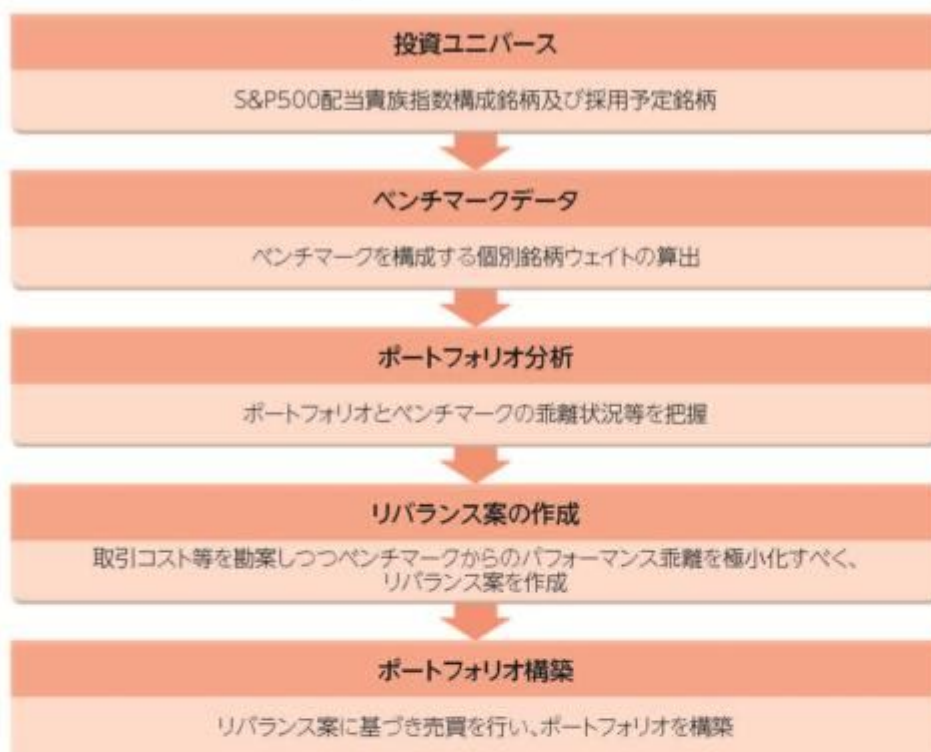 投資ユニバース
S&P500配当貴族指数構成銘柄及び採用予定銘柄
ベンチマークデータ
ベンチマークを構成する個別銘柄ウェイトの算出
ポートフォリオ分析
ポートフォリオとベンチマークの乖離状況等を把握
リバランス案の作成
取引コスト等を勘案しつつベンチマークからのパフォーマンス乖離を極小化すべく、
リバランス案を作成
ポートフォリオ構築
リバランス案に基づき売買を行い、ポートフォリオを構築